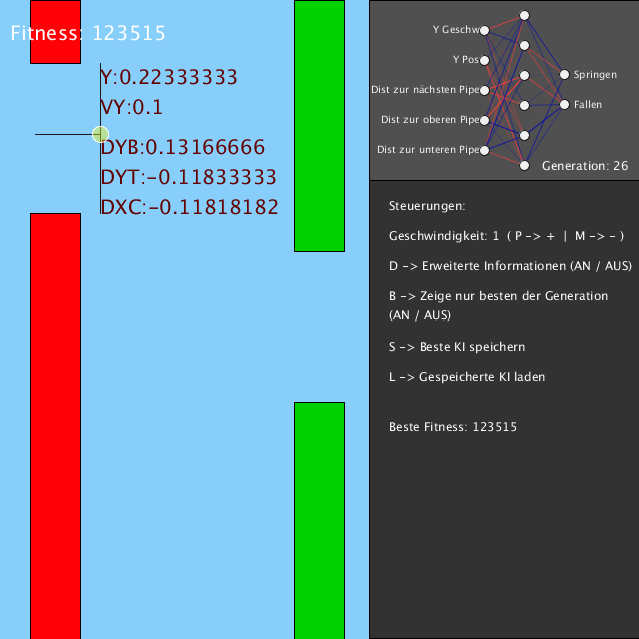 Fitness: 123515
Y:0.22333333
VY:0.1
DYB:0.13166666
DYT:-0.11833333
DXC:-0.11818182
Y Geschw
Y Pos
Dist zur nächsten Pipe
Dist zur oberen Pipe
Dist zur unteren Pipe
Springen
Fallen
Generation: 26
Steuerungen:
Geschwindigkeit: 1 ( P -> + | M -> - )
D -> Erweiterte Informationen (AN / AUS)
B -> Zeige nur besten der Generation
(AN / AUS)
S -> Beste KI speichern
L -> Gespeicherte KI laden
Beste Fitness: 123515